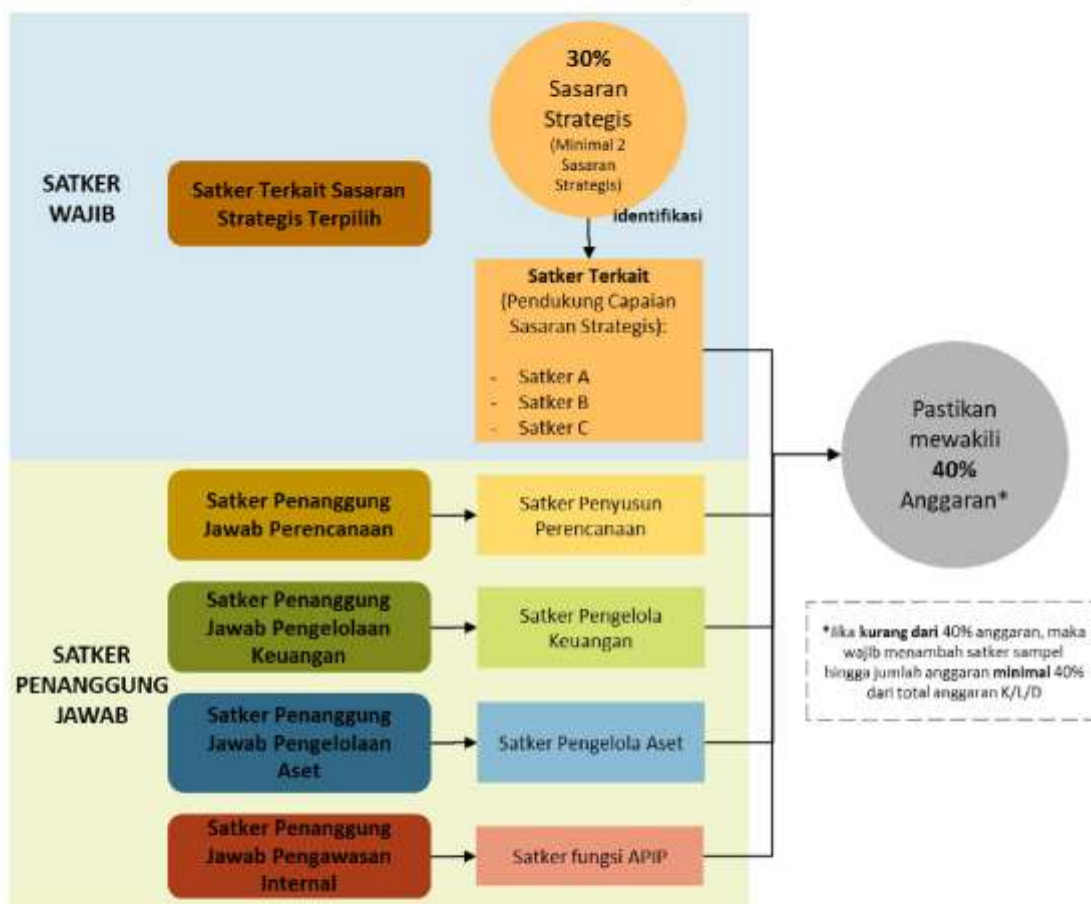 30%
Sasaran
Strategis
(Minimal 2
Sasaran
Strategis)
SATKER
WAJIB
Satker Terkait Sasaran
Strategis Terpilih
identifikasi
Satker Terkait
(Pendukung Capaian
Sasaran Strategis):
- Satker A
- Satker B
- Satker C
Pastikan
mewakili
40%
Anggaran*
SATKER
PENANGGUNG
JAWAB
Satker Penanggung
Jawab Perencanaan
Satker Penyusun
Perencanaan
Satker Penanggung
Jawab Pengelolaan
Keuangan
Satker Pengelola
Keuangan
*Jika kurang dari 40% anggaran, maka
wajib menambah satker sampel
hingga jumlah anggaran minimal 40%
dari total anggaran K/L/D
Satker Penanggung
Jawab Pengelolaan
Aset
Satker Pengelola Aset
Satker Penanggung
Jawab Pengawasan
Internal
Satker fungsi APIP